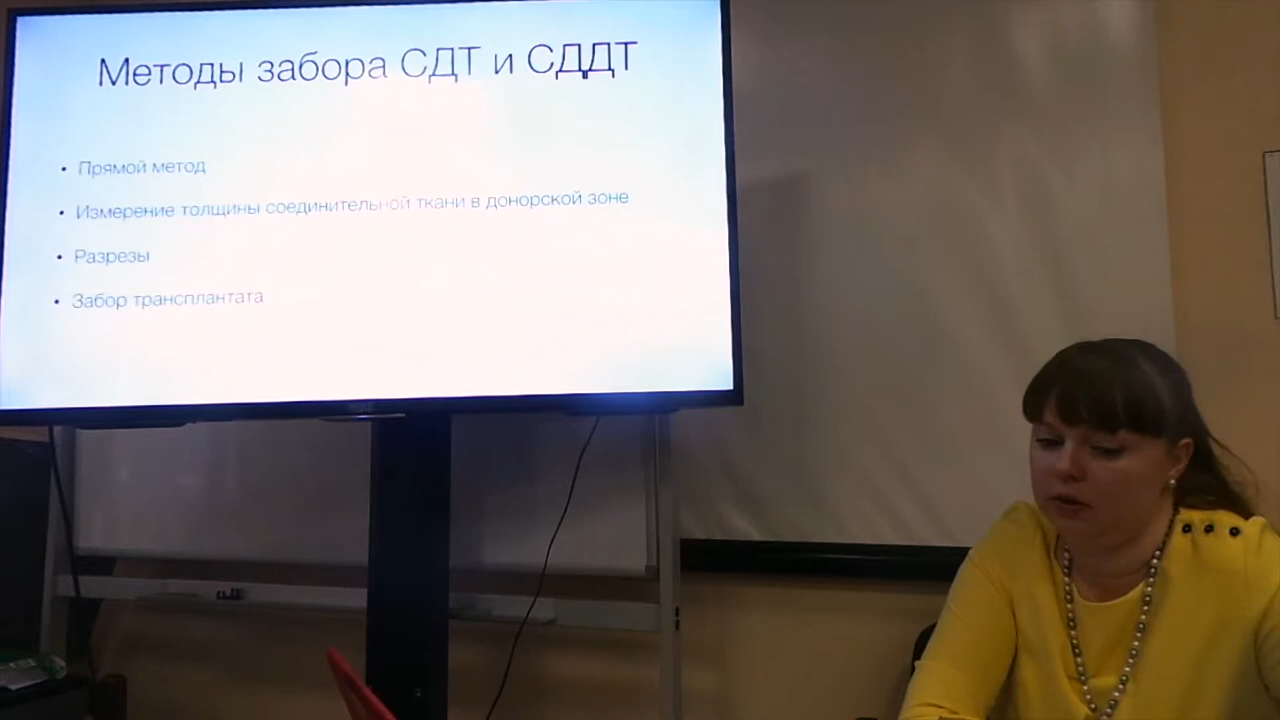 Методы забора СДТ и СДДТ
• Прямой метод
• Измерение толщины соединительной ткани в донорской зоне
• Разрезы
• Забор трансплантата